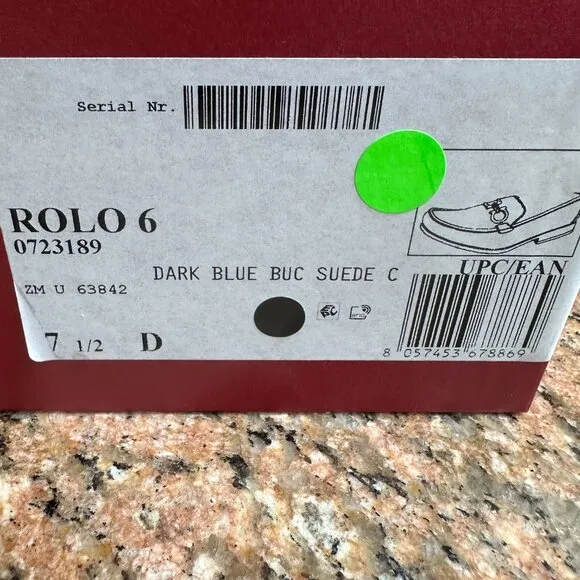 Serial Nr.
ROLO 6
0723189
DARK BLUE BUC SUEDE C
UPC/EAN
ZM U 63842
7 1/2 D
8 057453 678869